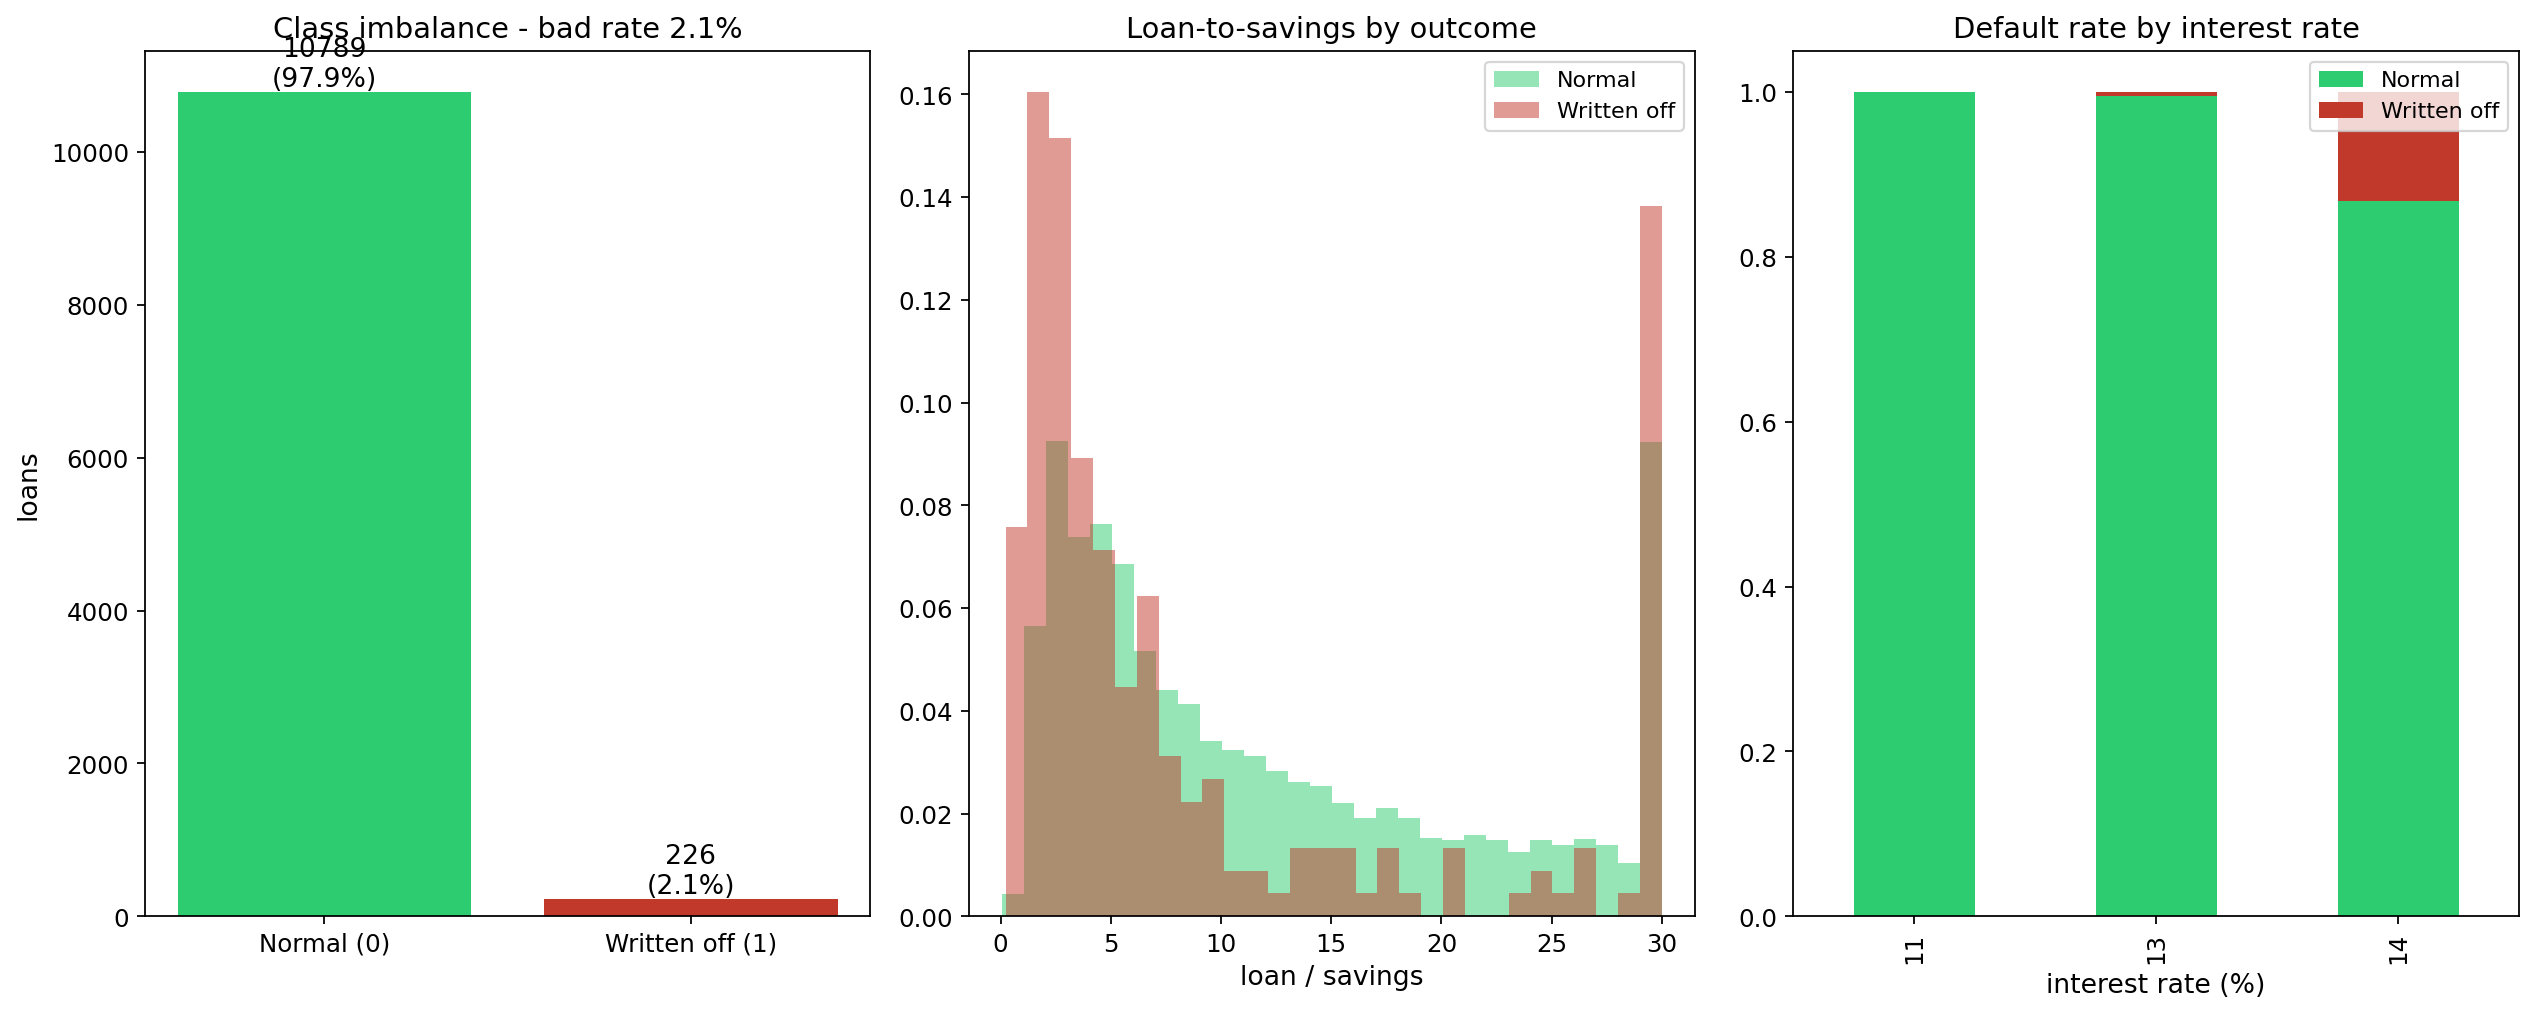 Class imbalance - bad rate 2.1%
10789
(97.9%)
226
(2.1%)
loans
10000
8000
6000
4000
2000
0
Normal (0)
Written off (1)
Loan-to-savings by outcome
Normal
Written off
0.16
0.14
0.12
0.10
0.08
0.06
0.04
0.02
0.00
0
5
10
15
20
25
30
loan / savings
Default rate by interest rate
Normal
Written off
1.0
0.8
0.6
0.4
0.2
0.0
11
13
14
interest rate (%)